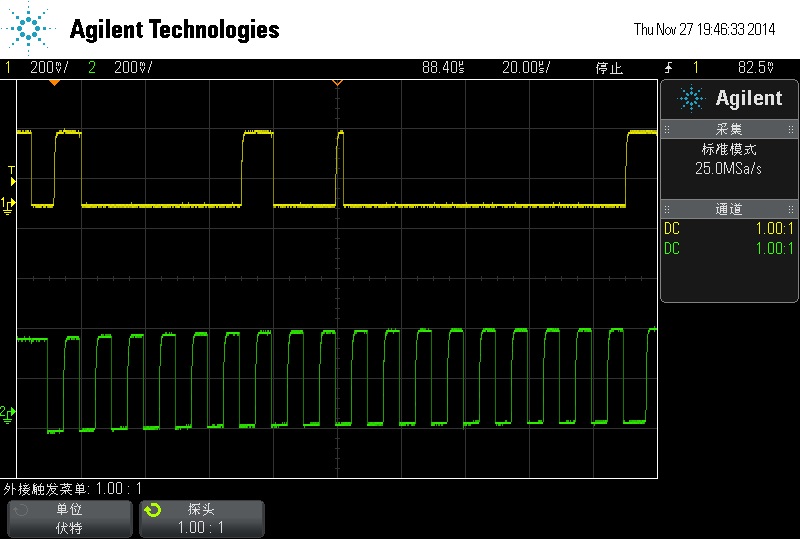 Agilent Technologies
Thu Nov 27 19:46:33 2014
1 200mV/ 2 200mV/ 88.40us 20.00us/ 停止 1 82.5mV
Agilent
采集
标准模式
25.0MSa/s
通道
DC 1.00:1
DC 1.00:1
T
1
2
外接触发菜单: 1.00 : 1
单位
伏特
探头
1.00 : 1